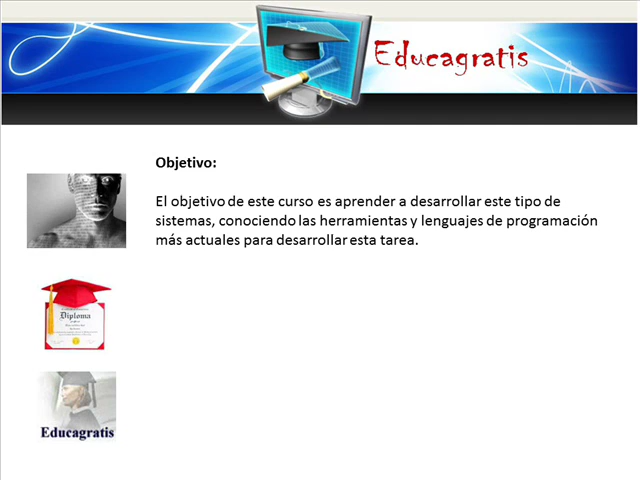 Educagratis
Objetivo:
El objetivo de este curso es aprender a desarrollar este tipo de
sistemas, conociendo las herramientas y lenguajes de programación
más actuales para desarrollar esta tarea.
Diploma
Educagratis